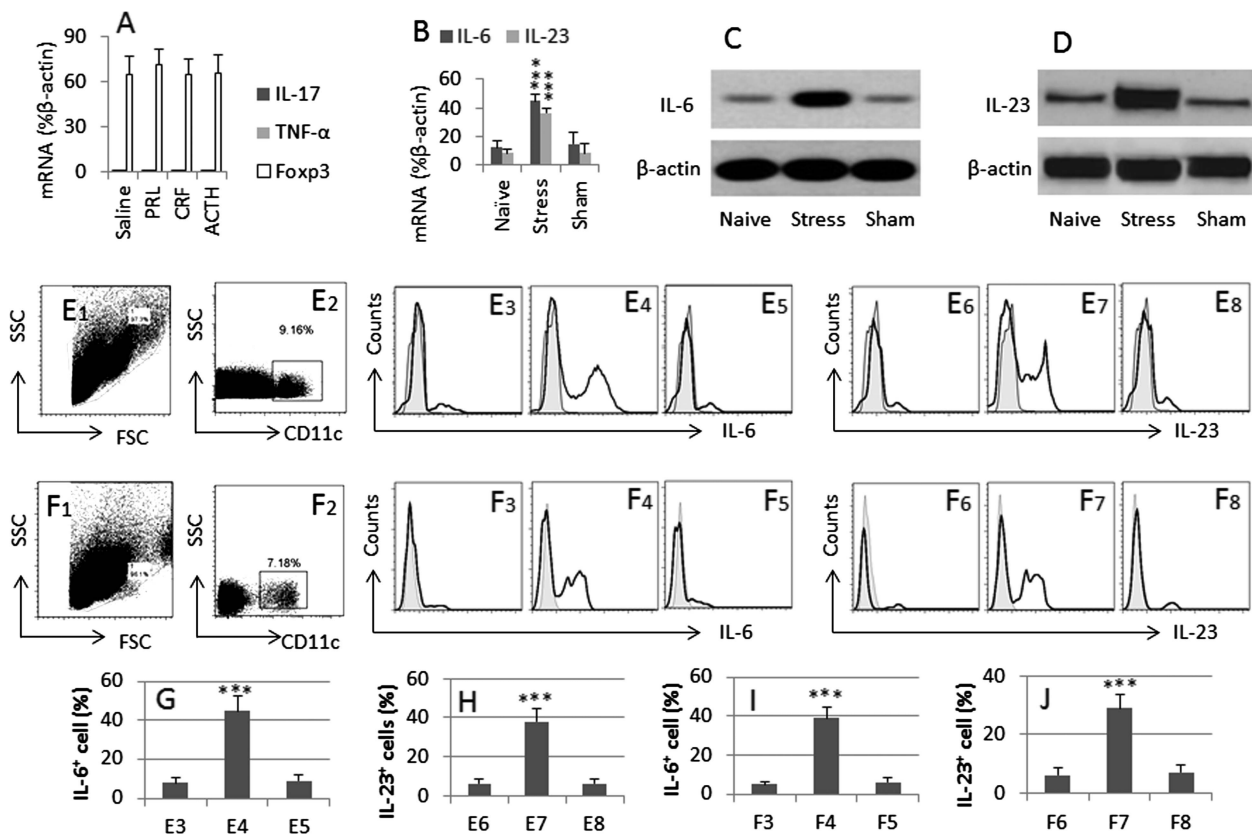 A
mRNA (%β-actin)
90
60
30
0
Saline
PRL
CRF
ACTH
IL-17
TNF-α
Foxp3
B
IL-6
IL-23
mRNA (%β-actin)
60
40
20
0
***
***
Naïve
Stress
Sham
C
IL-6
β-actin
Naive Stress Sham
D
IL-23
β-actin
Naive Stress Sham
SSC
E1
FSC
SSC
E2
9.16%
CD11c
Counts
E3
E4
E5
IL-6
Counts
E6
E7
E8
IL-23
SSC
F1
FSC
SSC
F2
7.18%
CD11c
Counts
F3
F4
F5
IL-6
Counts
F6
F7
F8
IL-23
G
IL-6+ cell (%)
60
40
20
0
***
E3 E4 E5
H
IL-23+ cells (%)
60
40
20
0
***
E6 E7 E8
I
IL-6+ cell (%)
60
40
20
0
***
F3 F4 F5
J
IL-23+ cell (%)
40
20
0
***
F6 F7 F8